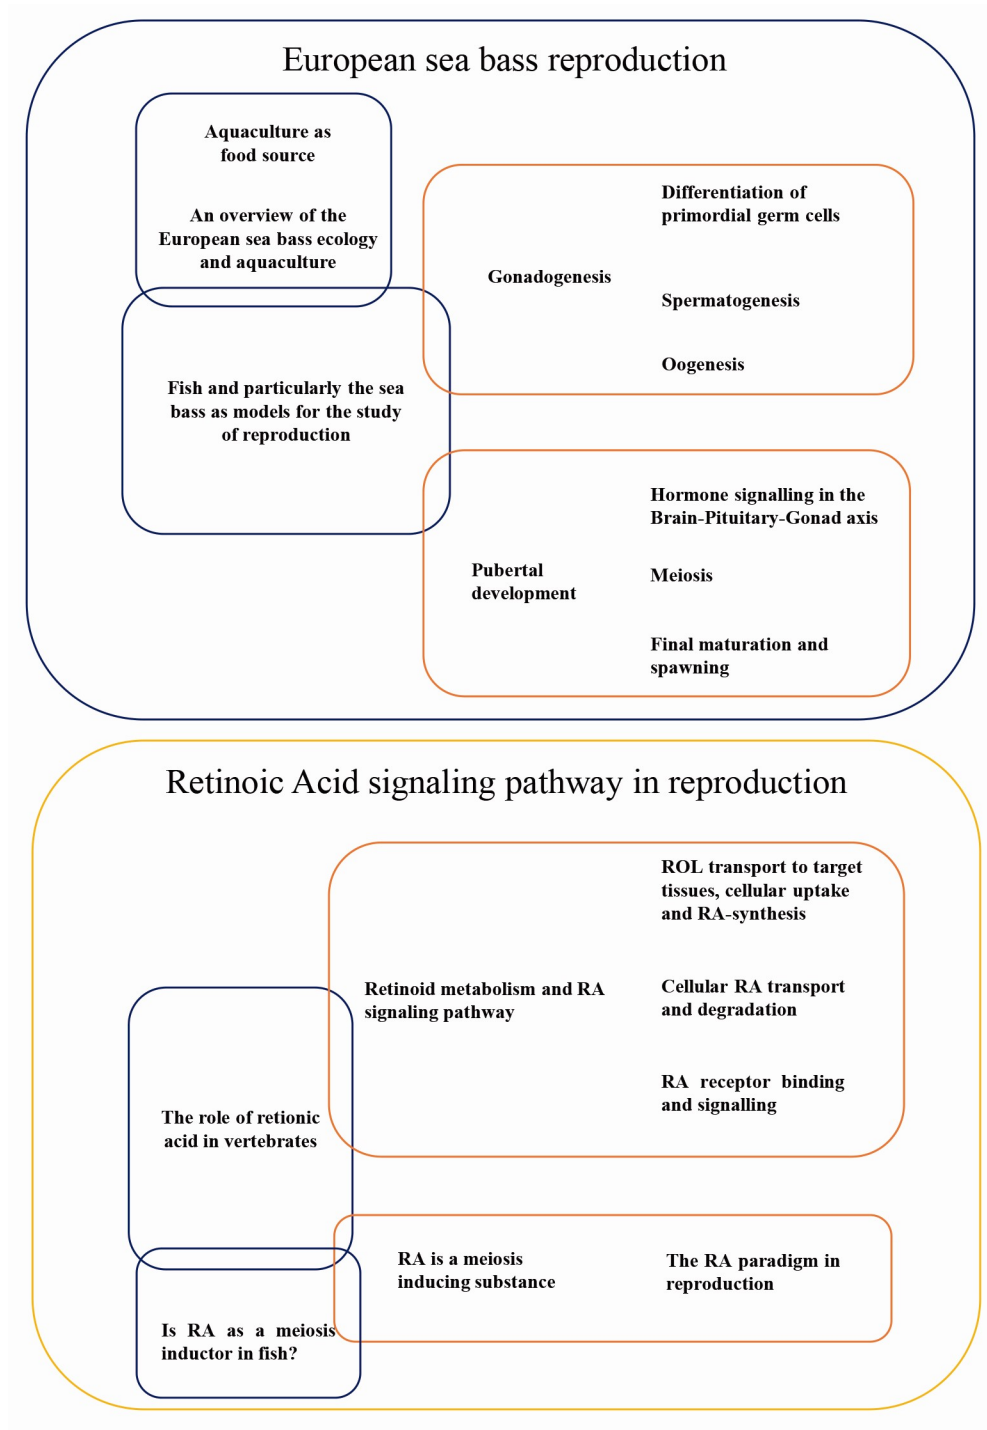 European sea bass reproduction
Aquaculture as
food source
An overview of the
European sea bass ecology
and aquaculture
Fish and particularly the sea
bass as models for the study
of reproduction
Gonadogenesis
Differentiation of
primordial germ cells
Spermatogenesis
Oogenesis
Pubertal
development
Hormone signalling in the
Brain-Pituitary-Gonad axis
Meiosis
Final maturation and
spawning
Retinoic Acid signaling pathway in reproduction
The role of retionic
acid in vertebrates
Retinoid metabolism and RA
signaling pathway
ROL transport to target
tissues, cellular uptake
and RA-synthesis
Cellular RA transport
and degradation
RA receptor binding
and signalling
Is RA as a meiosis
inductor in fish?
RA is a meiosis
inducing substance
The RA paradigm in
reproduction